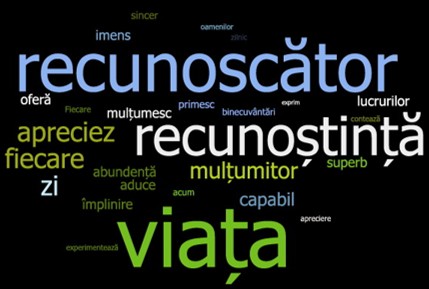 sincer
oamenilor
imens
zilnic
recunoscător
oferă
Fiecare
mulțumesc
primesc
binecuvântări
exprim
lucrurilor
contează
apreciez
recunoștință
fiecare
abundență
mulțumitor
superb
zi
aduce
acum
capabil
împlinire
apreciere
viața
experimentează